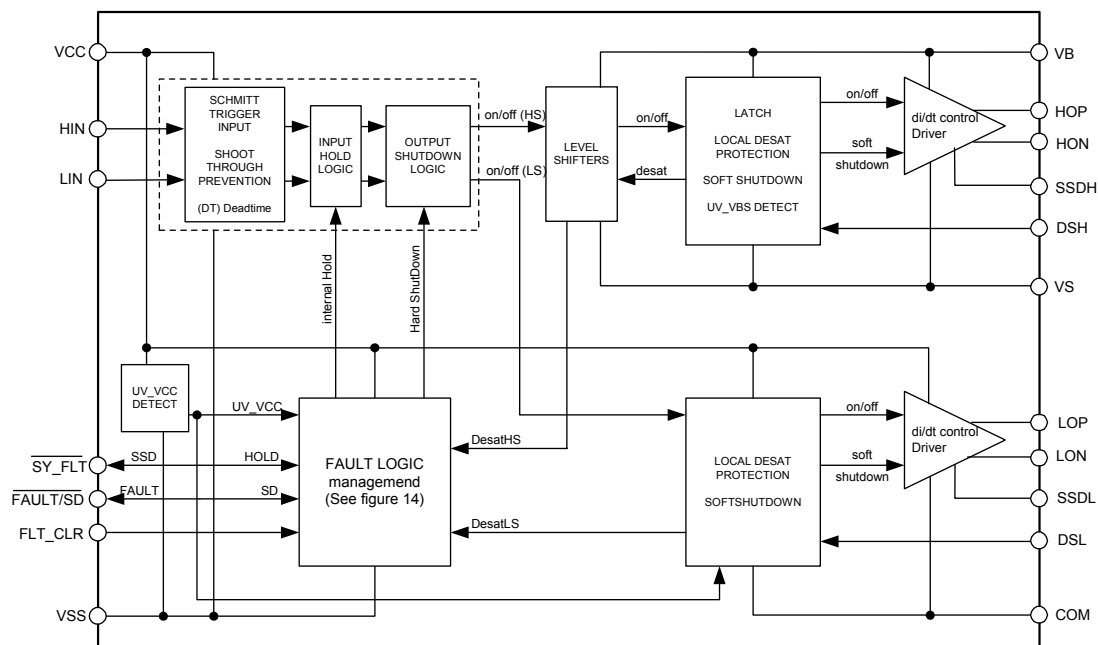 VCC
HIN
LIN
SCHMITT
TRIGGER
INPUT
SHOOT
THROUGH
PREVENTION
(DT) Deadtime
INPUT
HOLD
LOGIC
OUTPUT
SHUTDOWN
LOGIC
on/off (HS)
on/off (LS)
internal Hold
Hard ShutDown
LEVEL
SHIFTERS
on/off
desat
LATCH
LOCAL DESAT
PROTECTION
SOFT SHUTDOWN
UV_VBS DETECT
on/off
soft
shutdown
di/dt control
Driver
VB
HOP
HON
SSDH
DSH
VS
UV_VCC
DETECT
UV_VCC
SY_FLT
SSD
HOLD
FAULT/SD
FAULT
SD
FLT_CLR
VSS
FAULT LOGIC
managemend
(See figure 14)
DesatHS
DesatLS
LOCAL DESAT
PROTECTION
SOFTSHUTDOWN
on/off
soft
shutdown
di/dt control
Driver
LOP
LON
SSDL
DSL
COM